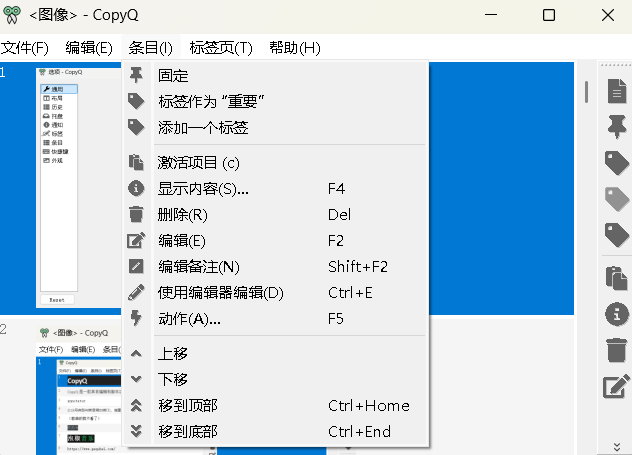 <图像> - CopyQ
文件(F) 编辑(E) 条目(I) 标签页(T) 帮助(H)
1
选项 - CopyQ
通用
布局
历史
托盘
通知
标签
条目
快捷键
外观
Reset
固定
标签作为 “重要”
添加一个标签
激活项目 (c)
显示内容(S)... F4
删除(R) Del
编辑(E) F2
编辑备注(N) Shift+F2
使用编辑器编辑(D) Ctrl+E
动作(A)... F5
上移
下移
移到顶部 Ctrl+Home
移到底部 Ctrl+End
2
<图像> - CopyQ
文件(F) 编辑(E) 条目(
1
CopyQ
CopyQ